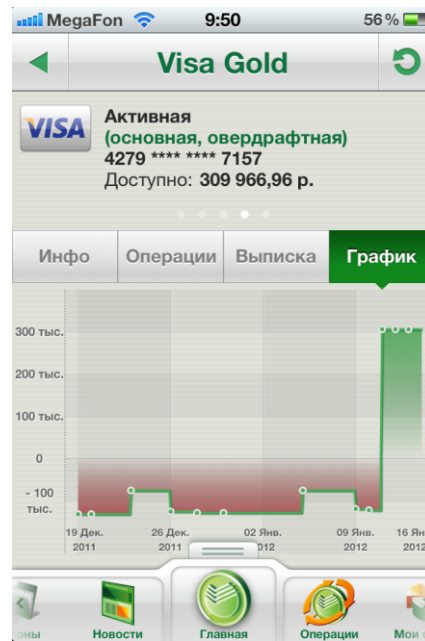 MegaFon 9:50 56 %
Visa Gold
VISA
Активная
(основная, овердрафтная)
4279 **** **** 7157
Доступно: 309 966,96 р.
Инфо Операции Выписка График
300 тыс.
200 тыс.
100 тыс.
0
- 100
тыс.
19 Дек. 26 Дек. 02 Янв. 09 Янв. 16 Ян
2011 2011 2012 2012
Новости Главная Операции Мои